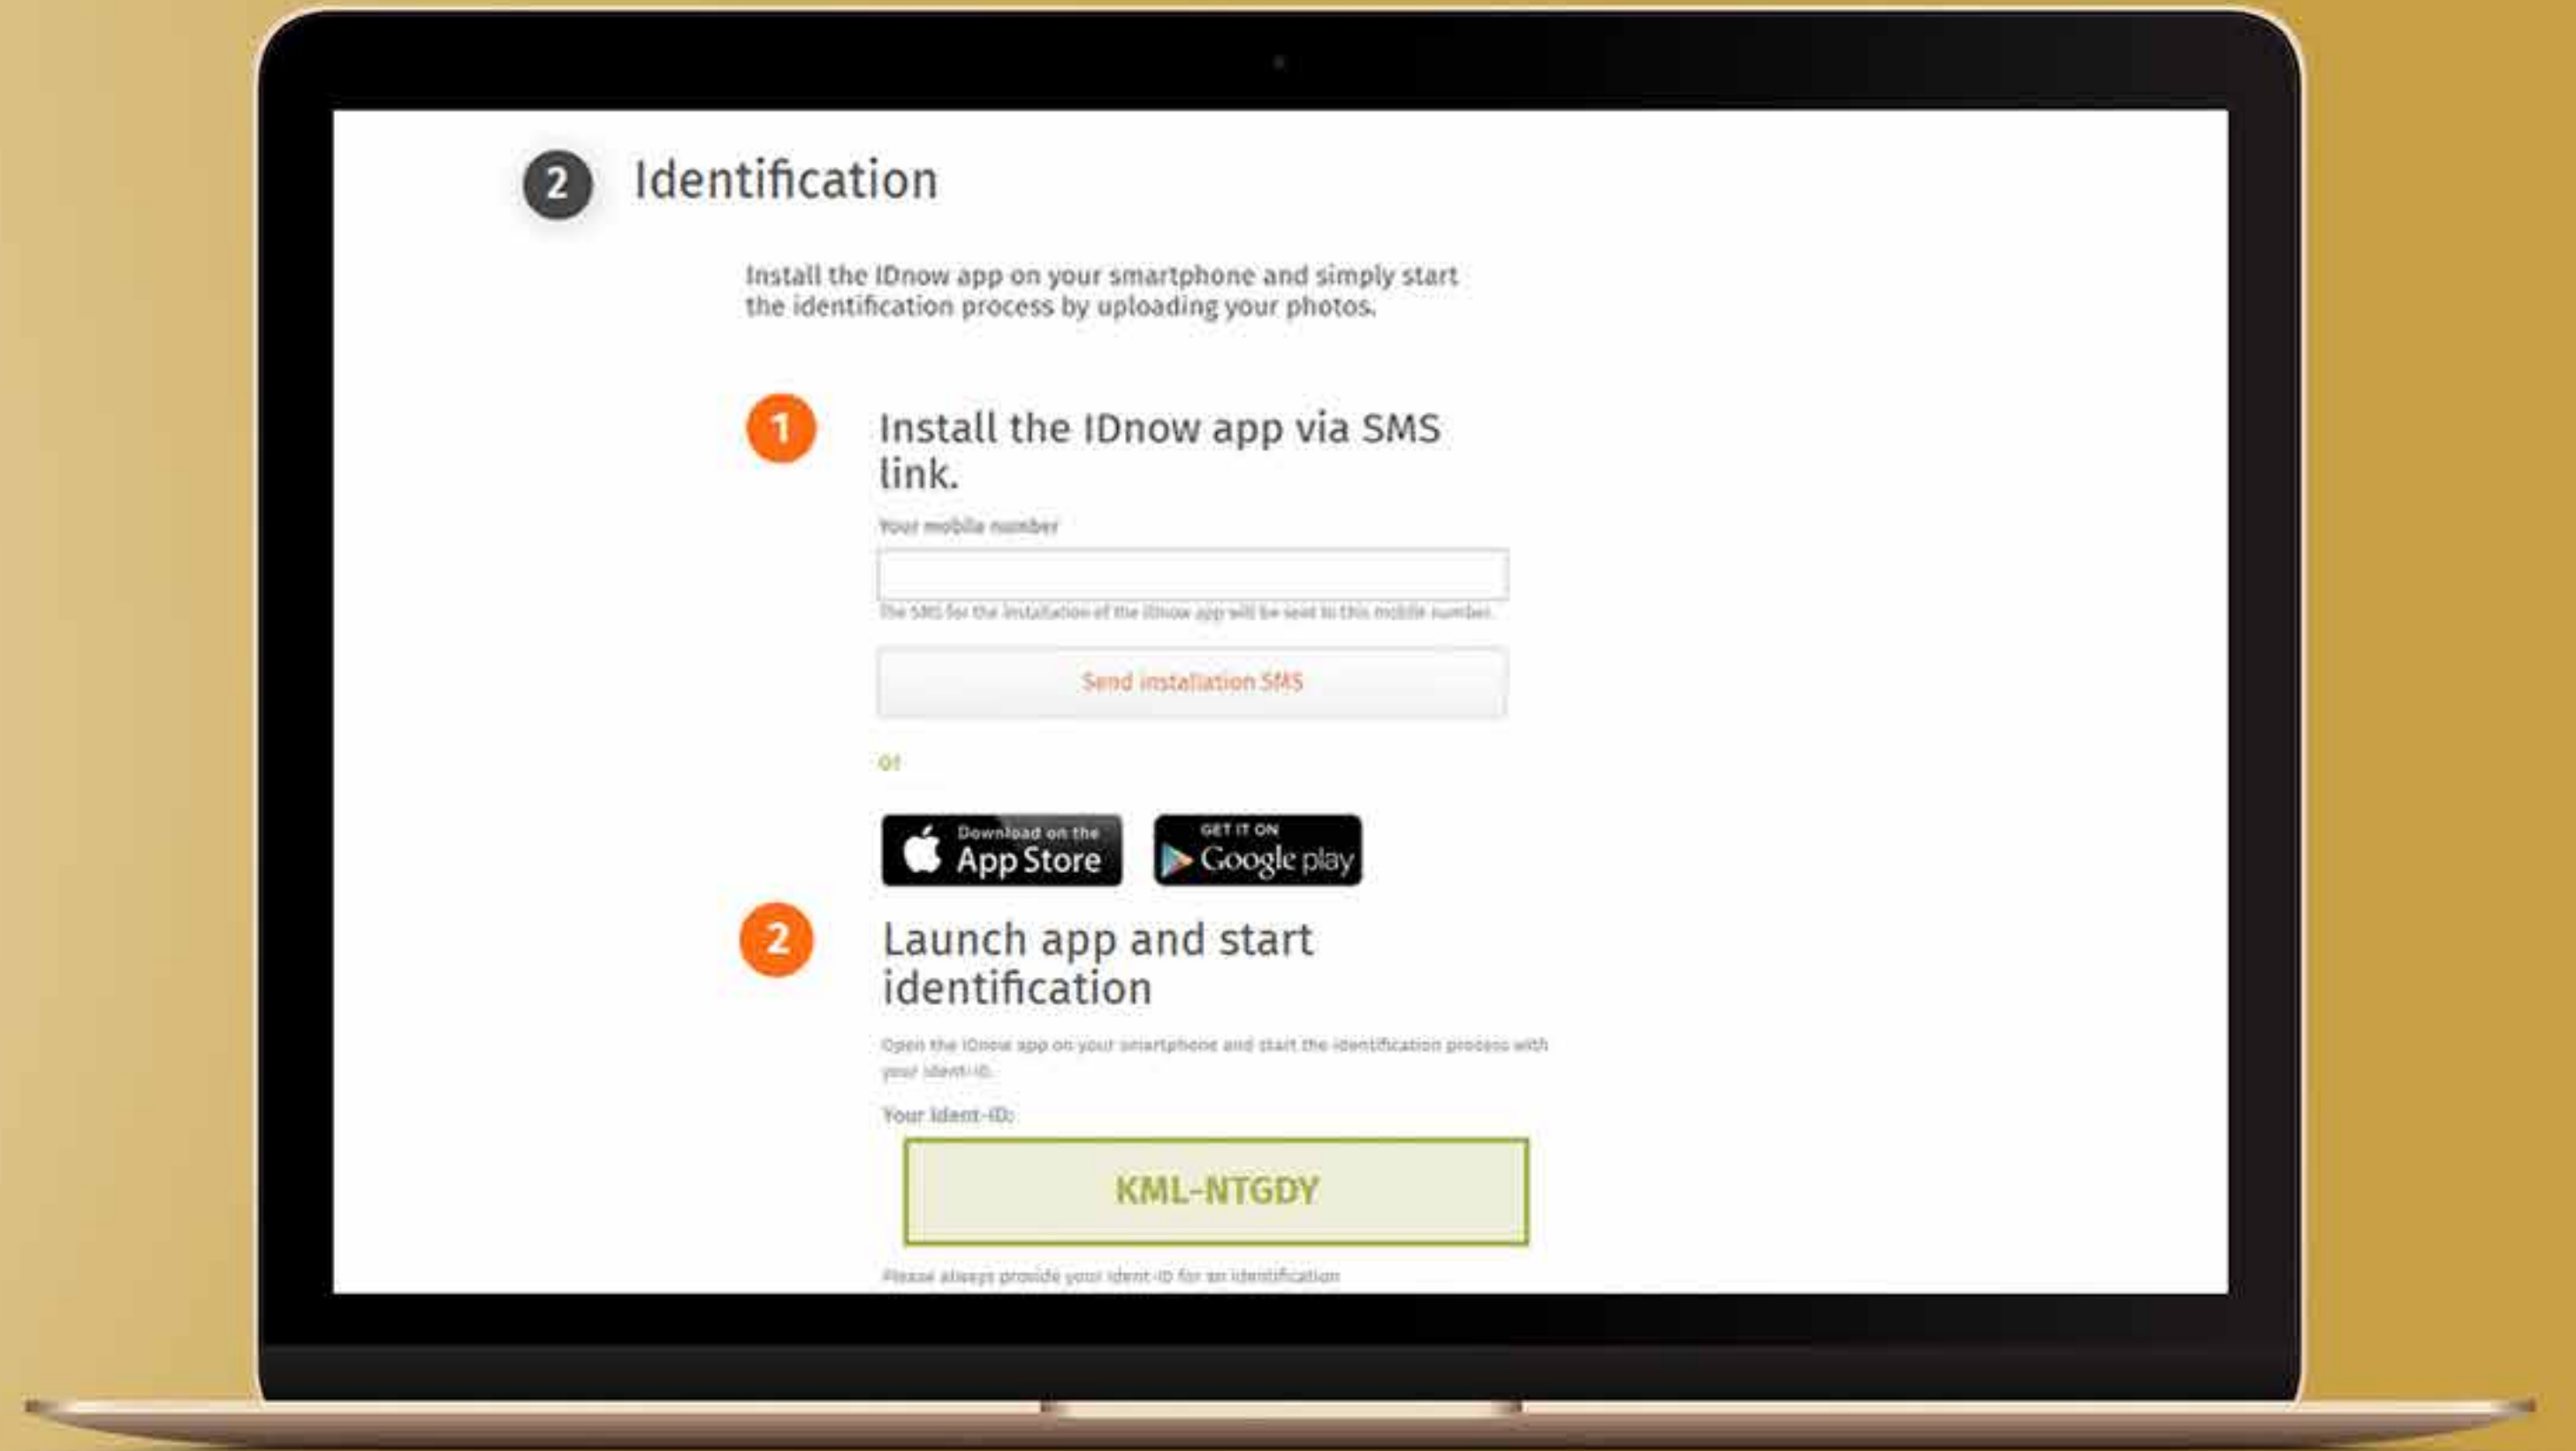 2 Identification
Install the IDnow app on your smartphone and simply start
the identification process by uploading your photos.
1 Install the IDnow app via SMS
link.
Your mobile number
The SMS for the installation of the IDnow app will be sent to this mobile number.
Send installation SMS
or
Download on the
App Store
GET IT ON
Google play
2 Launch app and start
identification
Open the IDnow app on your smartphone and start the identification process with
your Ident-ID.
Your Ident-ID:
KML-NTGDY
Please always provide your Ident-ID for an identification